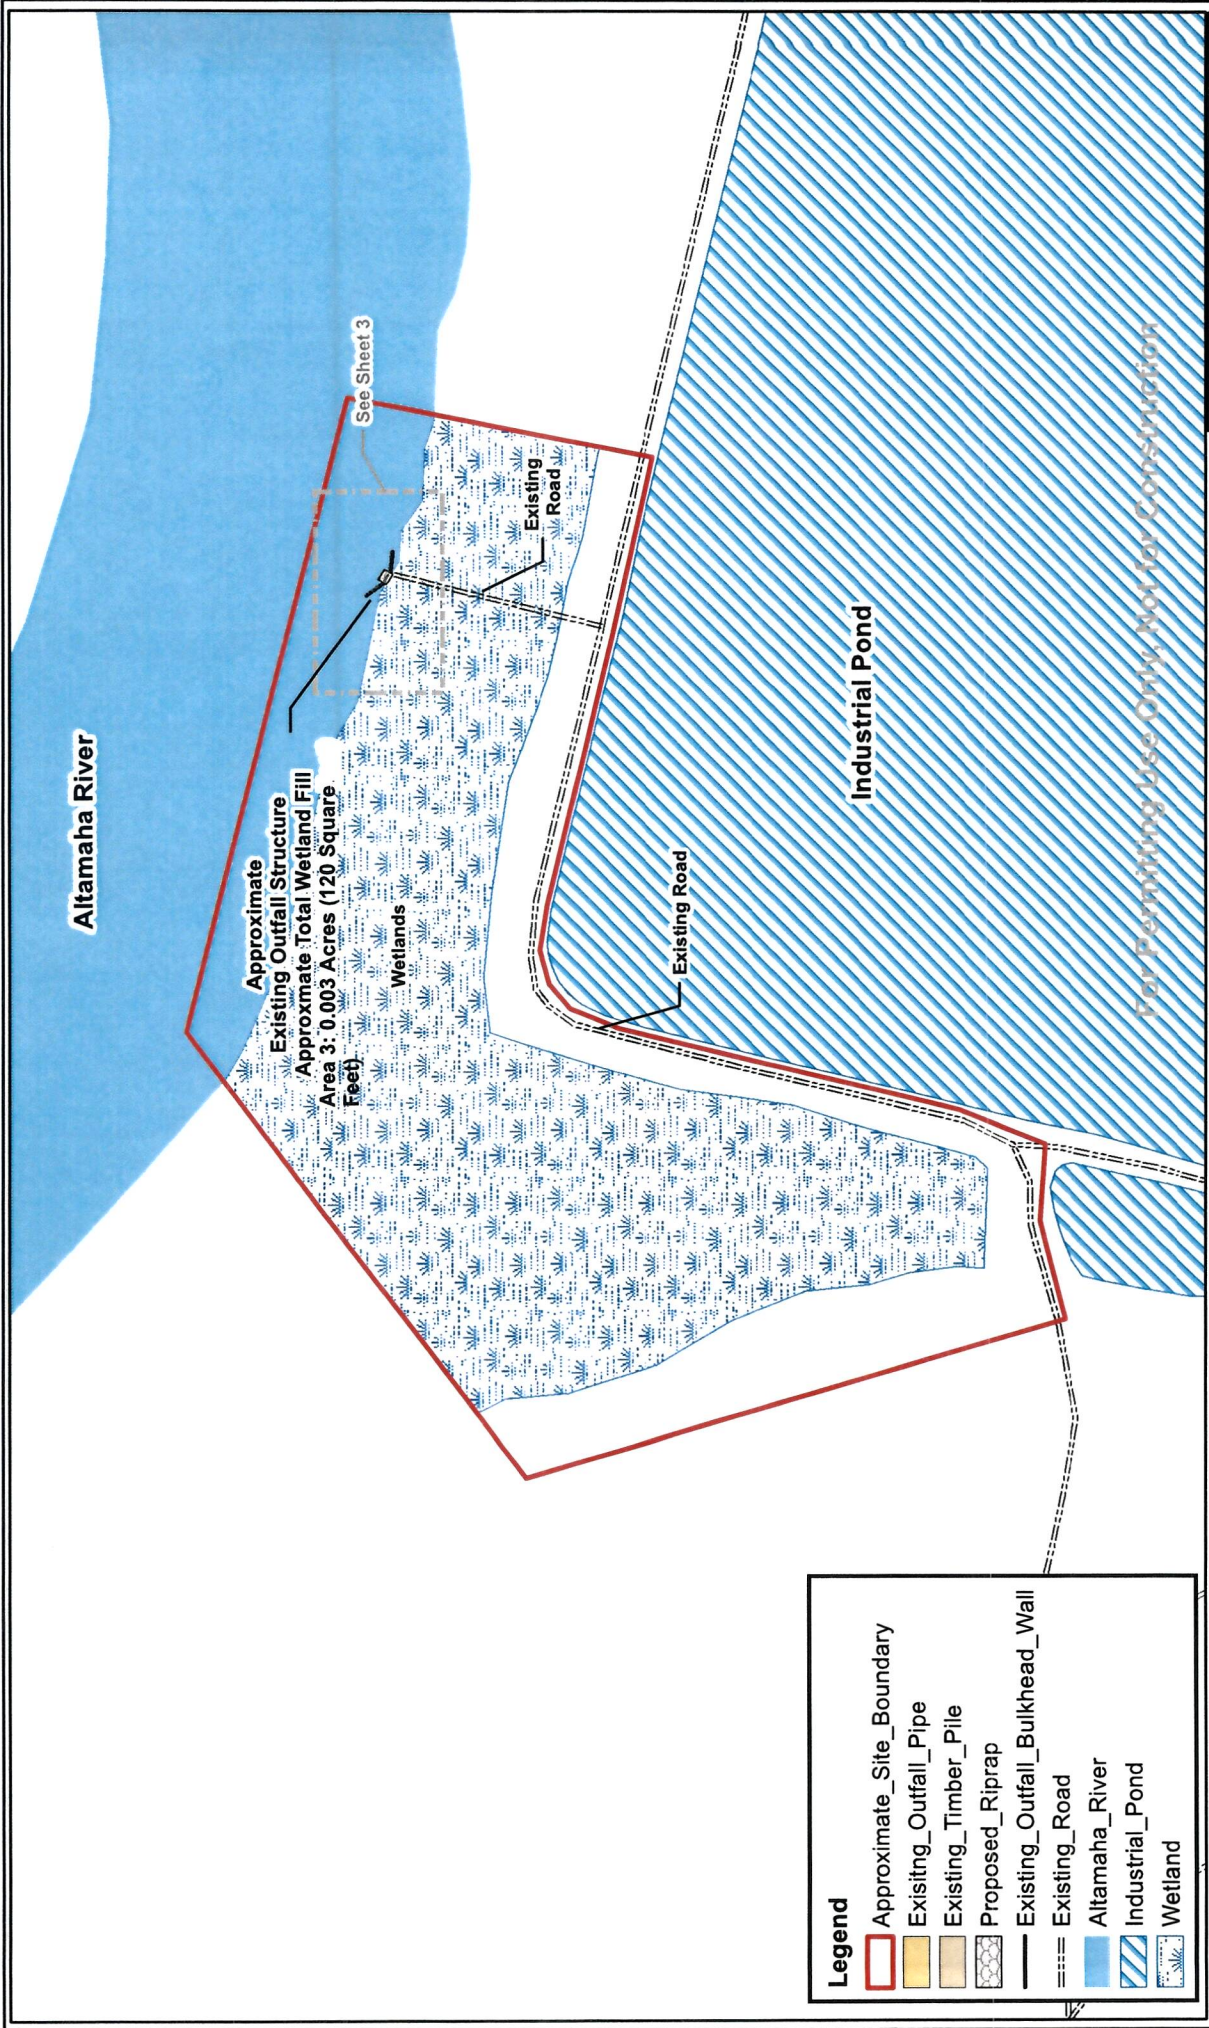 Altamaha River
Approximate
Existing Outfall Structure
Approxmate Total Wetland Fill
Area 3: 0.003 Acres (120 Square
Feet)
See Sheet 3
Wetlands
Existing
Road
Existing Road
Industrial Pond
For Permitting Use Only, Not for Construction
Legend
Approximate_Site_Boundary
Exisitng_Outfall_Pipe
Existing_Timber_Pile
Proposed_Riprap
Existing_Outfall_Bulkhead_Wall
Existing_Road
Altamaha_River
Industrial_Pond
Wetland